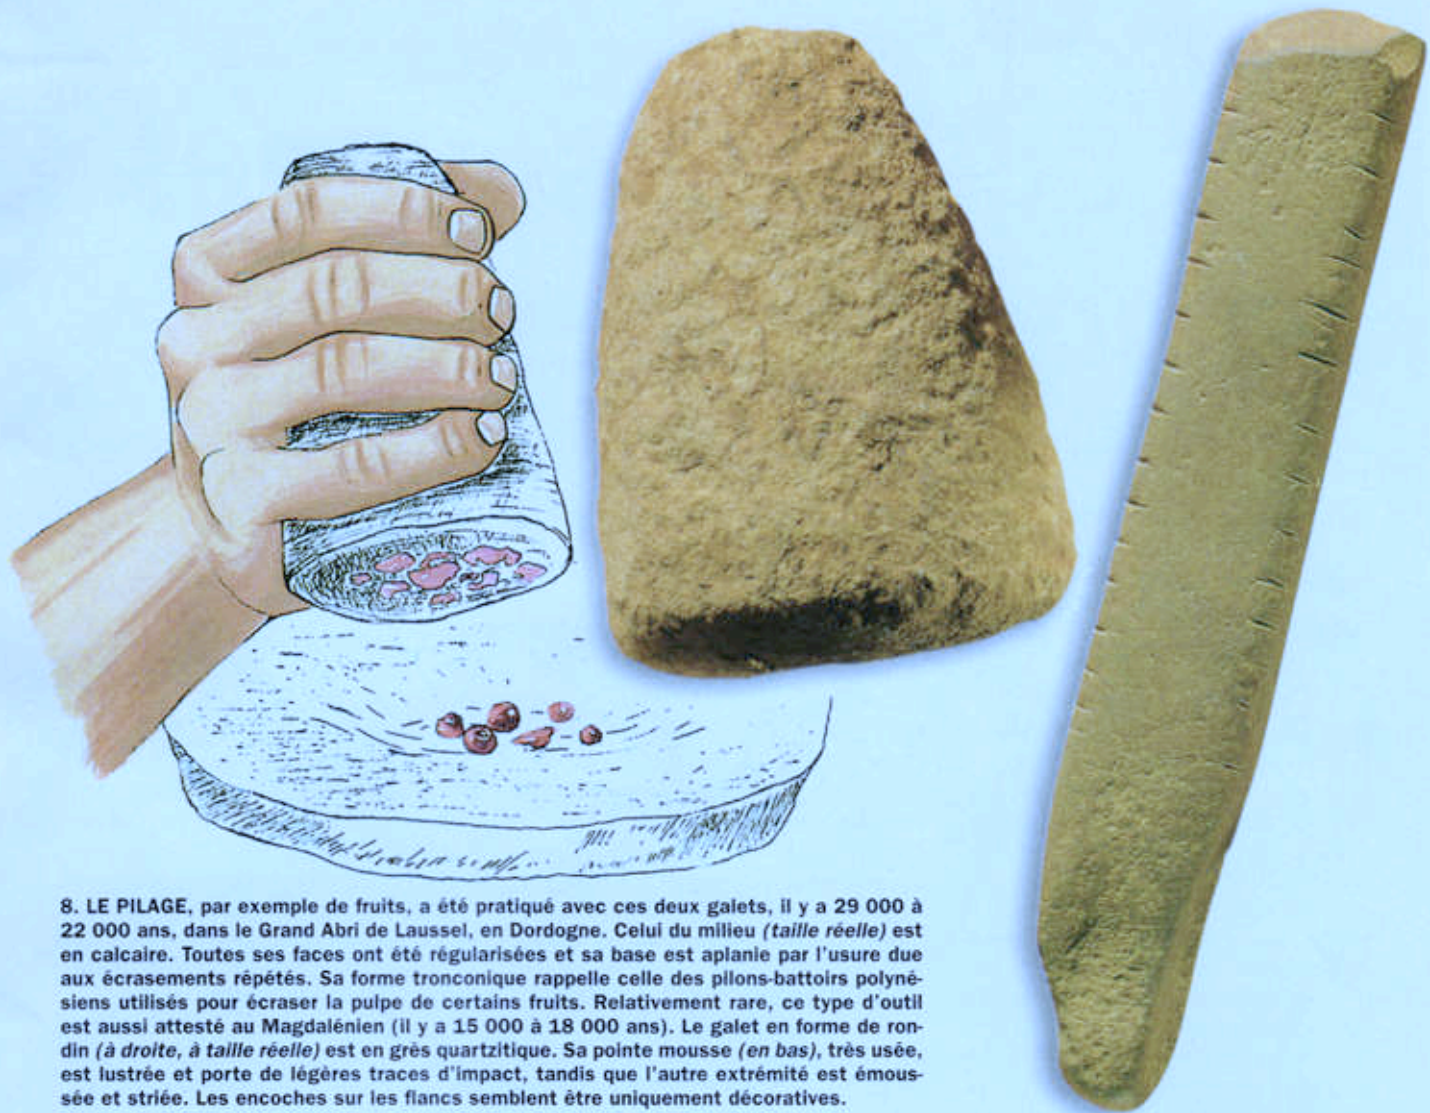 8. LE PILAGE, par exemple de fruits, a été pratiqué avec ces deux galets, il y a 29 000 à
22 000 ans, dans le Grand Abri de Laussel, en Dordogne. Celui du milieu (taille réelle) est
en calcaire. Toutes ses faces ont été régularisées et sa base est aplanie par l'usure due
aux écrasements répétés. Sa forme tronconique rappelle celle des pilons-battoirs polyné-
siens utilisés pour écraser la pulpe de certains fruits. Relativement rare, ce type d'outil
est aussi attesté au Magdalénien (il y a 15 000 à 18 000 ans). Le galet en forme de ron-
din (à droite, à taille réelle) est en grès quartzitique. Sa pointe mousse (en bas), très usée,
est lustrée et porte de légères traces d'impact, tandis que l'autre extrémité est émous-
sée et striée. Les encoches sur les flancs semblent être uniquement décoratives.